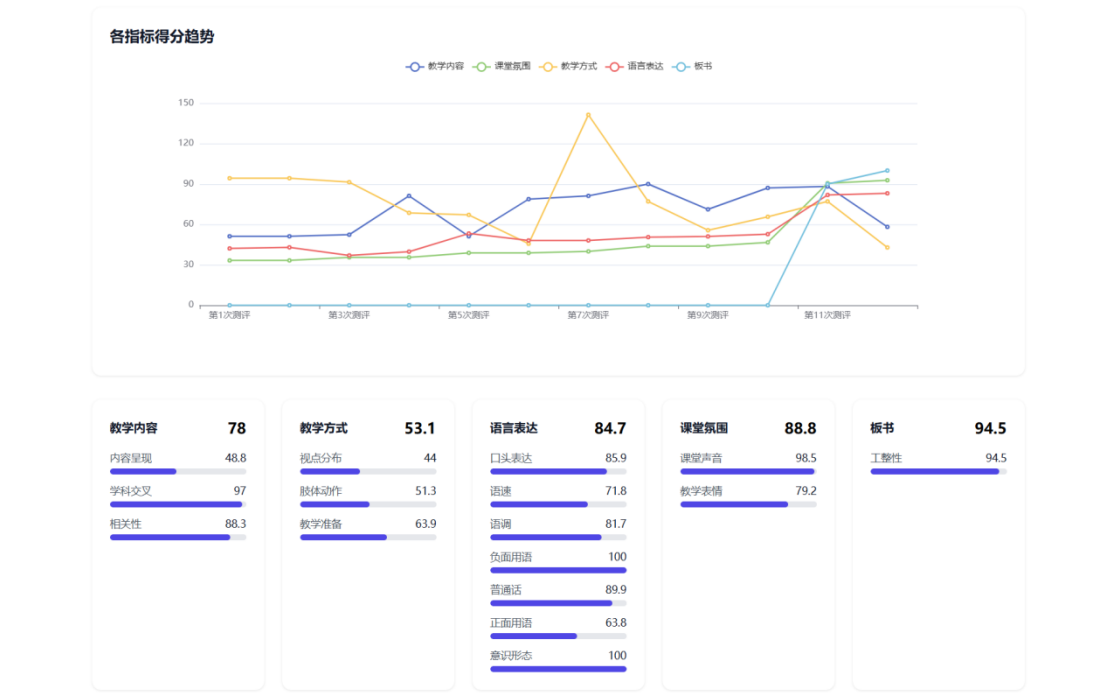 各指标得分趋势
教学内容 课堂氛围 教学方式 语言表达 板书
150
120
90
60
30
0
第1次测评 第3次测评 第5次测评 第7次测评 第9次测评 第11次测评
教学内容 78
内容呈现 48.8
学科交叉 97
相关性 88.3
教学方式 53.1
视点分布 44
肢体动作 51.3
教学准备 63.9
语言表达 84.7
口头表达 85.9
语速 71.8
语调 81.7
负面用语 100
普通话 89.9
正面用语 63.8
意识形态 100
课堂氛围 88.8
课堂声音 98.5
教学表情 79.2
板书 94.5
工整性 94.5